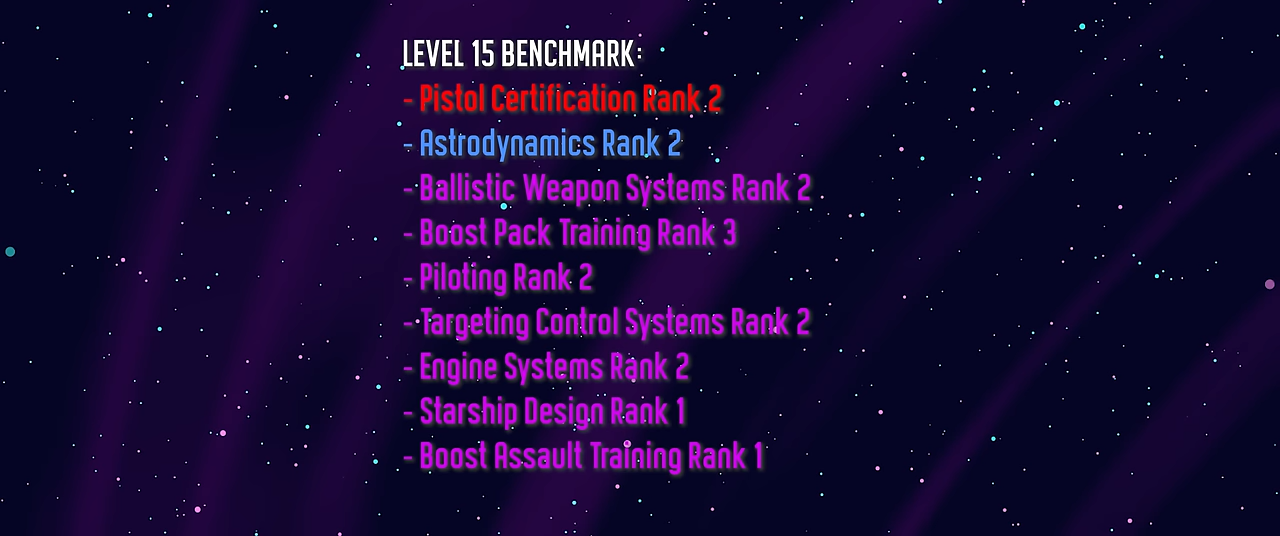 LEVEL 15 BENCHMARK:
- Pistol Certification Rank 2
- Astrodynamics Rank 2
- Ballistic Weapon Systems Rank 2
- Boost Pack Training Rank 3
- Piloting Rank 2
- Targeting Control Systems Rank 2
- Engine Systems Rank 2
- Starship Design Rank 1
- Boost Assault Training Rank 1